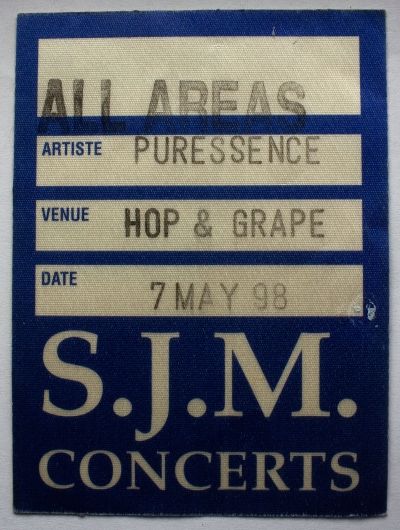 ALL AREAS
ARTISTE PURESSENCE
VENUE HOP & GRAPE
DATE 7 MAY 98
S.J.M.
CONCERTS